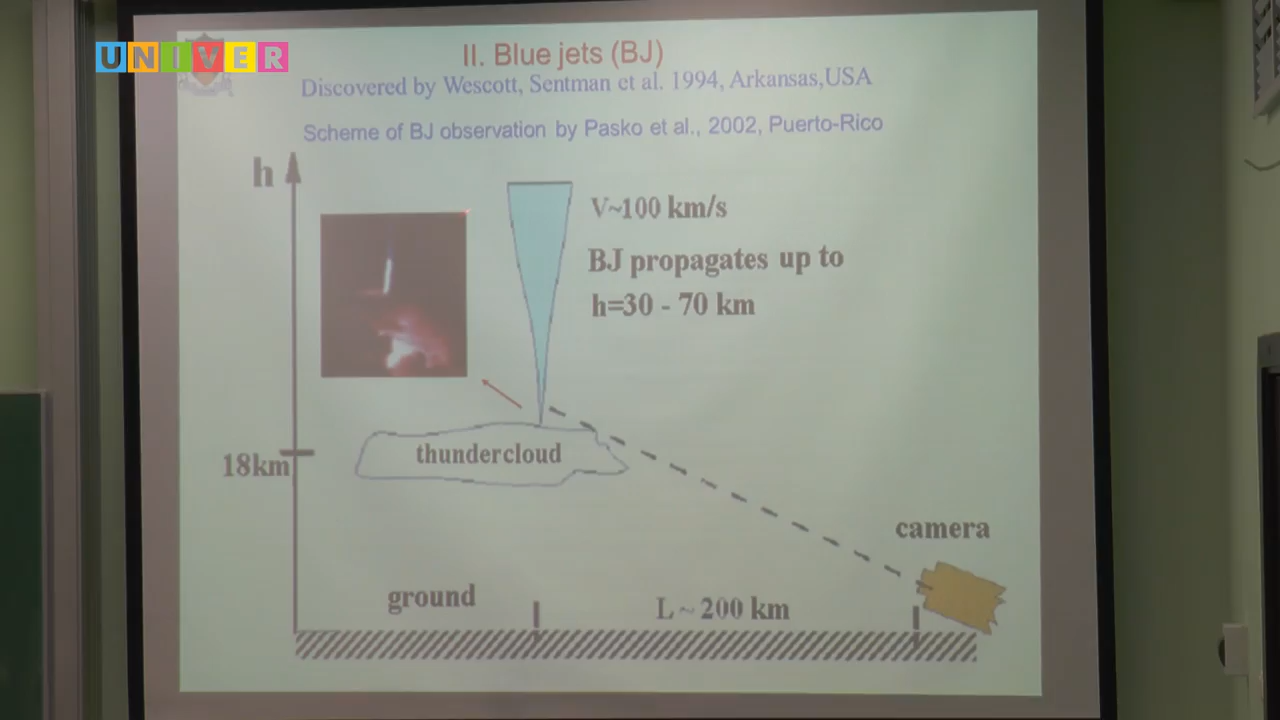 UNIVER
II. Blue jets (BJ)
Discovered by Wescott, Sentman et al. 1994, Arkansas,USA
Scheme of BJ observation by Pasko et al., 2002, Puerto-Rico
h
V~100 km/s
BJ propagates up to
h=30 - 70 km
thundercloud
18km
camera
ground
L ~ 200 km